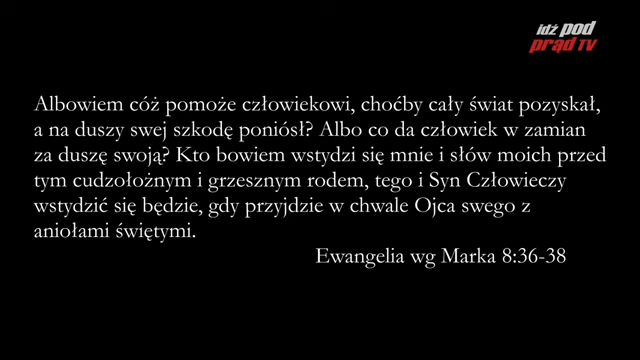 idź pod
prąd TV
Albowiem cóż pomoże człowiekowi, choćby cały świat pozyskał,
a na duszy swej szkodę poniósł? Albo co da człowiek w zamian
za duszę swoją? Kto bowiem wstydzi się mnie i słów moich przed
tym cudzołożnym i grzesznym rodem, tego i Syn Człowieczy
wstydzić się będzie, gdy przyjdzie w chwale Ojca swego z
aniołami świętymi.
Ewangelia wg Marka 8:36-38